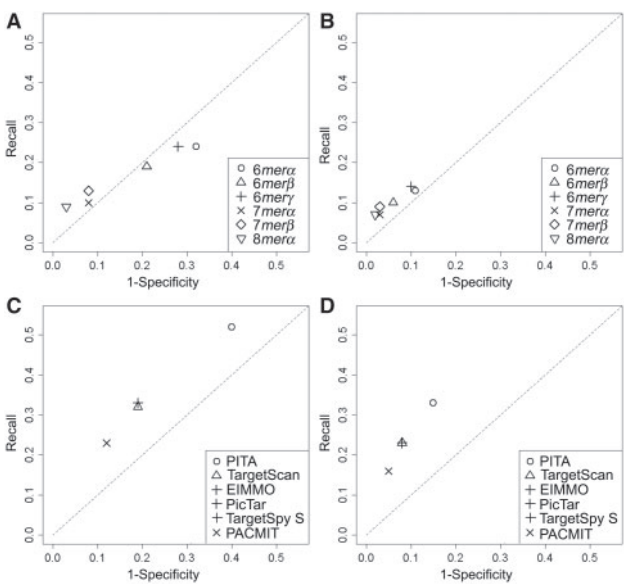 A
Recall
0.0 0.1 0.2 0.3 0.4 0.5
6merα
6merβ
6merγ
7merα
7merβ
8merα
0.0 0.1 0.2 0.3 0.4 0.5
1-Specificity
B
Recall
0.0 0.1 0.2 0.3 0.4 0.5
6merα
6merβ
6merγ
7merα
7merβ
8merα
0.0 0.1 0.2 0.3 0.4 0.5
1-Specificity
C
Recall
0.0 0.1 0.2 0.3 0.4 0.5
PITA
TargetScan
EIMMO
PicTar
TargetSpy S
PACMIT
0.0 0.1 0.2 0.3 0.4 0.5
1-Specificity
D
Recall
0.0 0.1 0.2 0.3 0.4 0.5
PITA
TargetScan
EIMMO
PicTar
TargetSpy S
PACMIT
0.0 0.1 0.2 0.3 0.4 0.5
1-Specificity